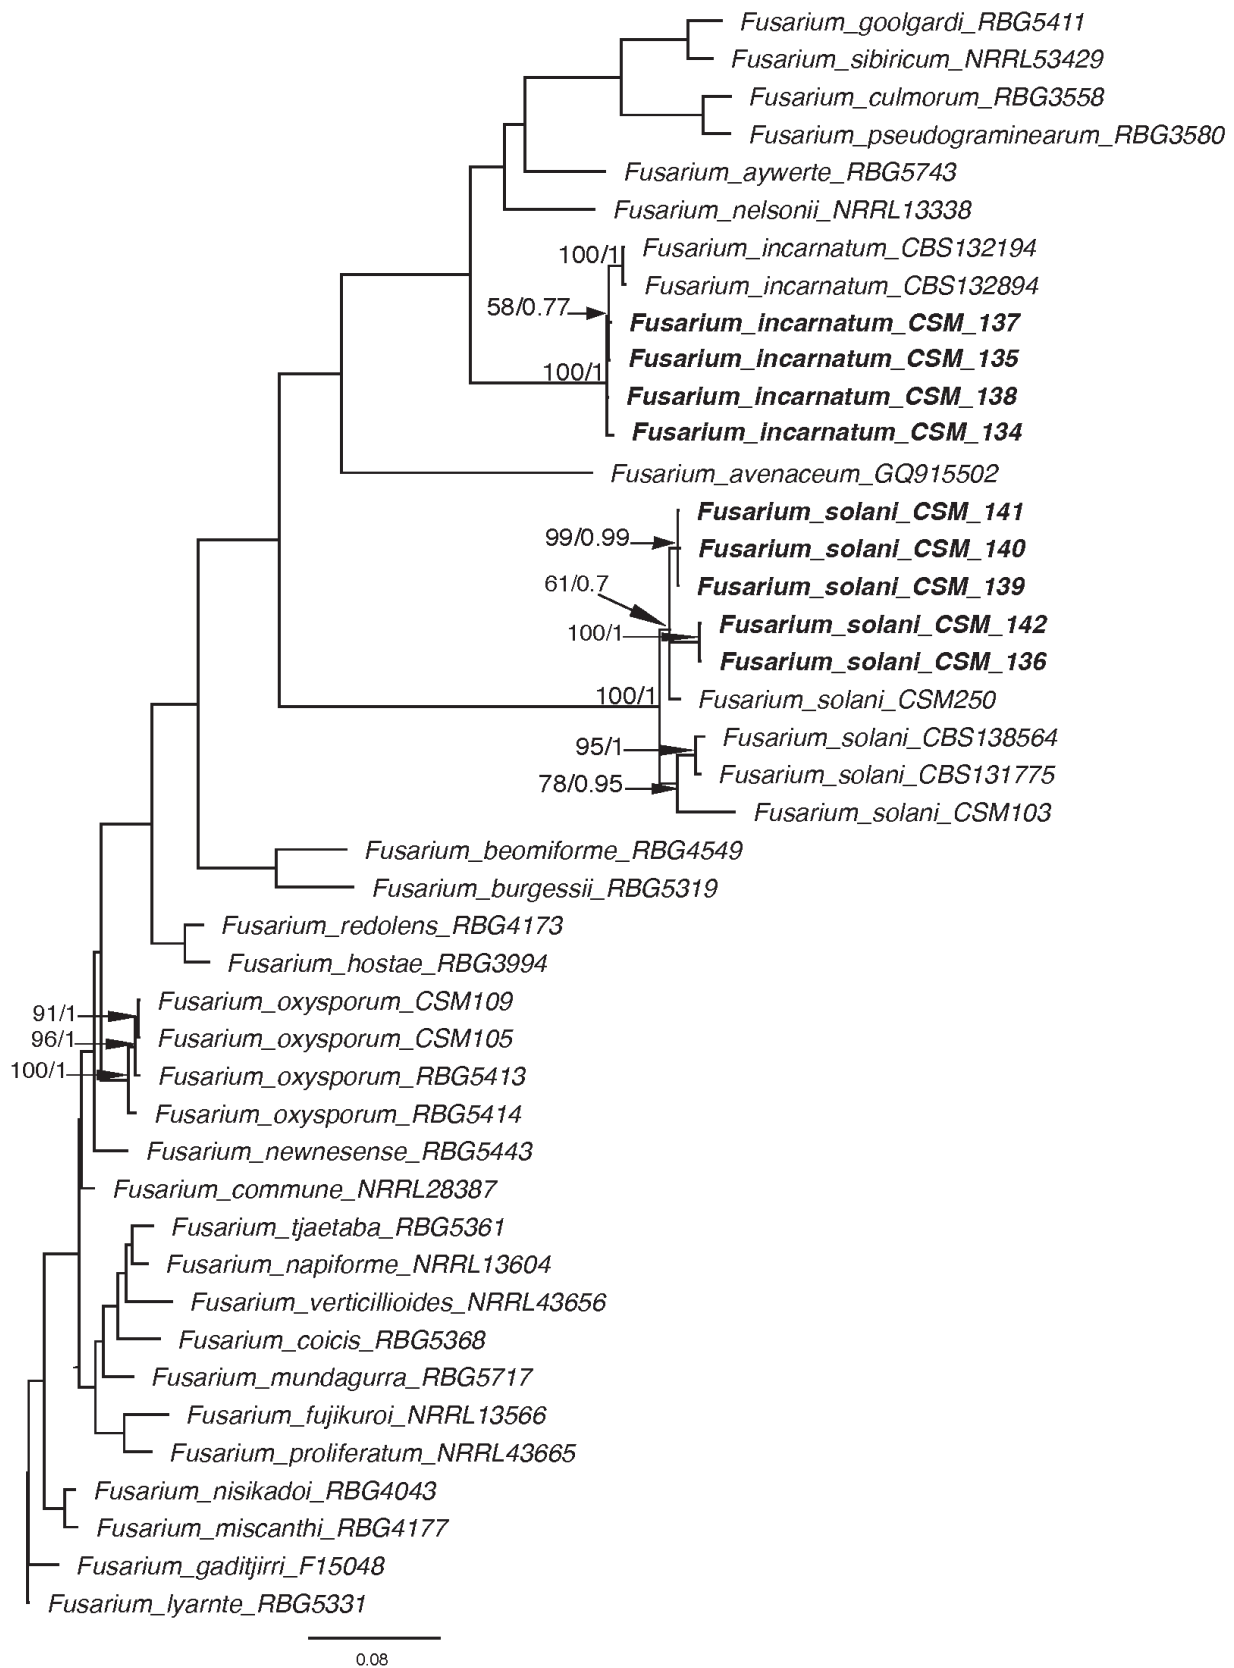 Fusarium_goolgardi_RBG5411
Fusarium_sibiricum_NRRL53429
Fusarium_culmorum_RBG3558
Fusarium_pseudograminearum_RBG3580
Fusarium_aywerte_RBG5743
Fusarium_nelsonii_NRRL13338
100/1 Fusarium_incarnatum_CBS132194
Fusarium_incarnatum_CBS132894
58/0.77 Fusarium_incarnatum_CSM_137
Fusarium_incarnatum_CSM_135
100/1 Fusarium_incarnatum_CSM_138
Fusarium_incarnatum_CSM_134
Fusarium_avenaceum_GQ915502
Fusarium_solani_CSM_141
99/0.99 Fusarium_solani_CSM_140
61/0.7 Fusarium_solani_CSM_139
100/1 Fusarium_solani_CSM_142
Fusarium_solani_CSM_136
100/1 Fusarium_solani_CSM250
95/1 Fusarium_solani_CBS138564
78/0.95 Fusarium_solani_CBS131775
Fusarium_solani_CSM103
Fusarium_beomiforme_RBG4549
Fusarium_burgessii_RBG5319
Fusarium_redolens_RBG4173
Fusarium_hostae_RBG3994
91/1 Fusarium_oxysporum_CSM109
96/1 Fusarium_oxysporum_CSM105
100/1 Fusarium_oxysporum_RBG5413
Fusarium_oxysporum_RBG5414
Fusarium_newnesense_RBG5443
Fusarium_commune_NRRL28387
Fusarium_tjaetaba_RBG5361
Fusarium_napiforme_NRRL13604
Fusarium_verticillioides_NRRL43656
Fusarium_coicis_RBG5368
Fusarium_mundagurra_RBG5717
Fusarium_fujikuroi_NRRL13566
Fusarium_proliferatum_NRRL43665
Fusarium_nisikadoi_RBG4043
Fusarium_miscanthi_RBG4177
Fusarium_gaditjirri_F15048
Fusarium_lyarnte_RBG5331
0.08